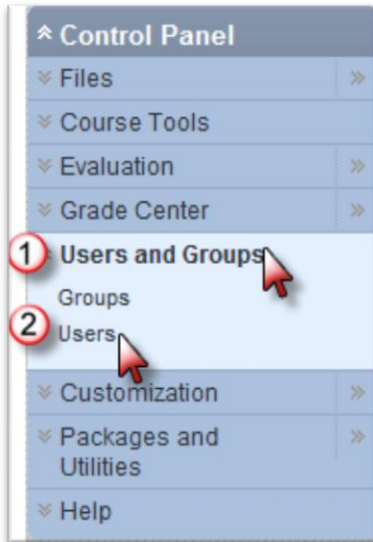 Control Panel
Files
Course Tools
Evaluation
Grade Center
1 Users and Groups
Groups
2 Users
Customization
Packages and
Utilities
Help